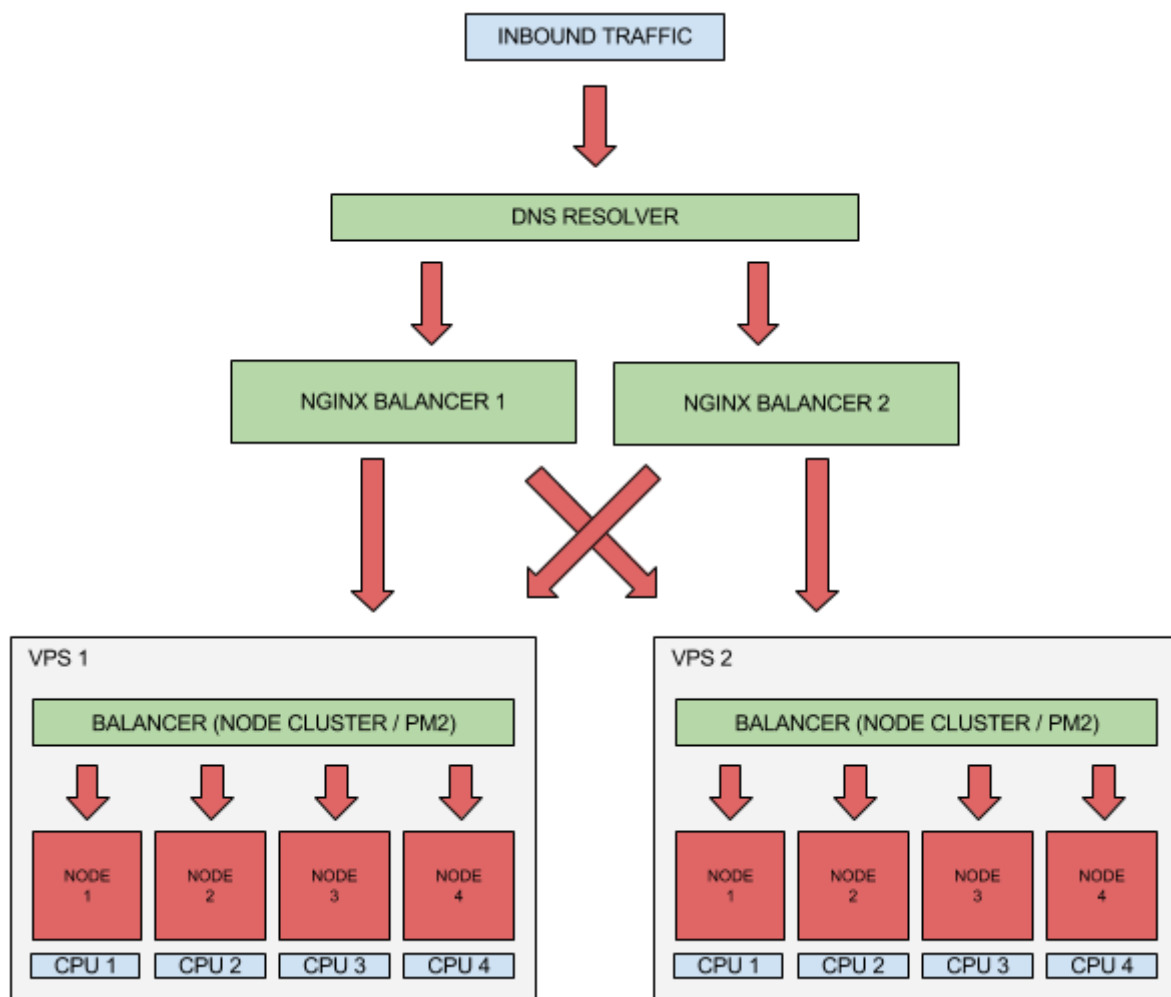 INBOUND TRAFFIC
DNS RESOLVER
NGINX BALANCER 1
NGINX BALANCER 2
VPS 1
BALANCER (NODE CLUSTER / PM2)
NODE
1
NODE
2
NODE
3
NODE
4
CPU 1
CPU 2
CPU 3
CPU 4
VPS 2
BALANCER (NODE CLUSTER / PM2)
NODE
1
NODE
2
NODE
3
NODE
4
CPU 1
CPU 2
CPU 3
CPU 4